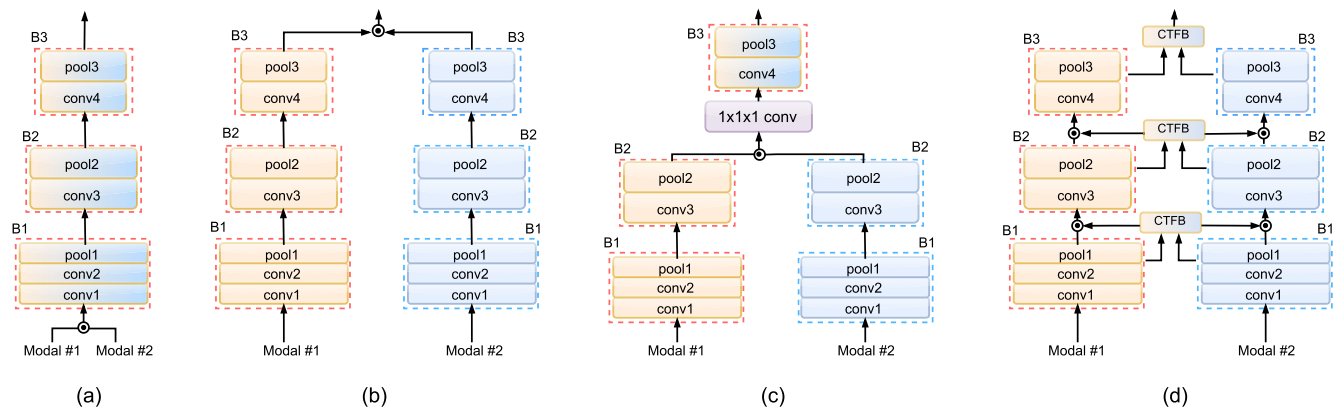 B3
pool3
conv4
B2
pool2
conv3
B1
pool1
conv2
conv1
Modal #1 Modal #2
(a)
B3 B3
pool3 pool3
conv4 conv4
B2 B2
pool2 pool2
conv3 conv3
B1 B1
pool1 pool1
conv2 conv2
conv1 conv1
Modal #1 Modal #2
(b)
B3
pool3
conv4
1x1x1 conv
B2 B2
pool2 pool2
conv3 conv3
B1 B1
pool1 pool1
conv2 conv2
conv1 conv1
Modal #1 Modal #2
(c)
CTFB
B3 B3
pool3 pool3
conv4 conv4
CTFB
B2 B2
pool2 pool2
conv3 conv3
CTFB
B1 B1
pool1 pool1
conv2 conv2
conv1 conv1
Modal #1 Modal #2
(d)